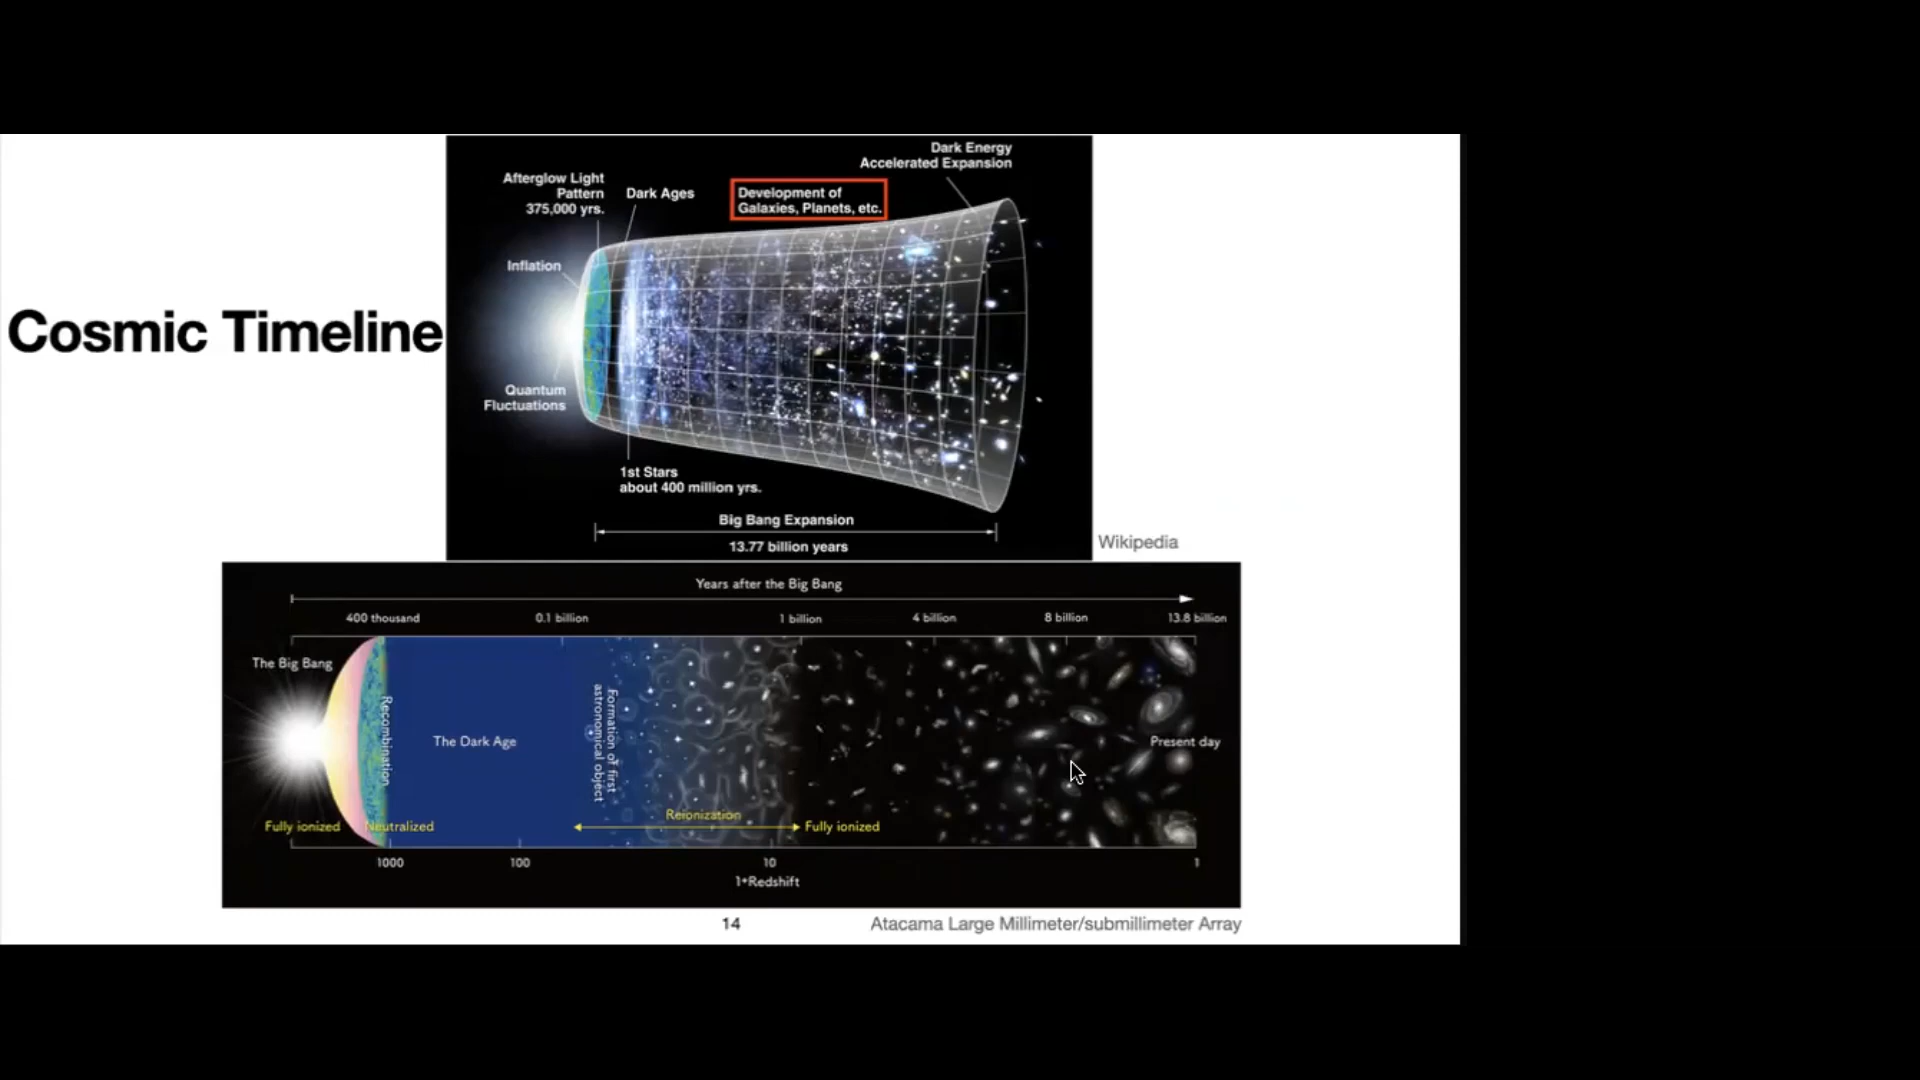 Cosmic Timeline
Dark Energy
Accelerated Expansion
Afterglow Light
Pattern
375,000 yrs.
Dark Ages
Development of
Galaxies, Planets, etc.
Inflation
Quantum
Fluctuations
1st Stars
about 400 million yrs.
Big Bang Expansion
13.77 billion years
Wikipedia
Years after the Big Bang
400 thousand
0.1 billion
1 billion
4 billion
8 billion
13.8 billion
The Big Bang
Recombination
The Dark Age
Formation of first
astronomical object
Present day
Fully ionized
Neutralized
Reionization
Fully ionized
1000
100
10
1
1+Redshift
14
Atacama Large Millimeter/submillimeter Array